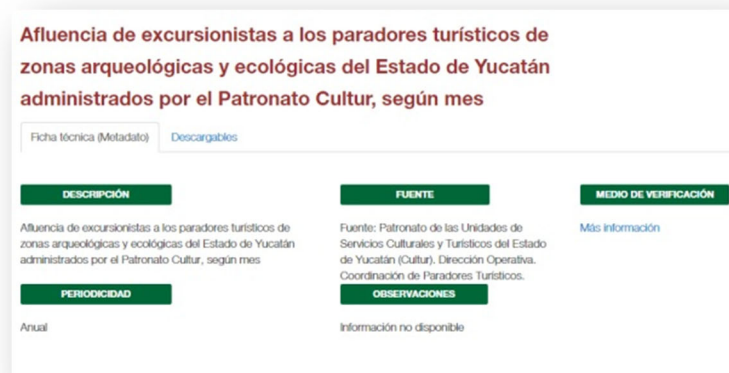 Afluencia de excursionistas a los paradores turísticos de
zonas arqueológicas y ecológicas del Estado de Yucatán
administrados por el Patronato Cultur, según mes
Ficha técnica (Metadato)
Descargables
DESCRIPCIÓN
Afluencia de excursionistas a los paradores turísticos de
zonas arqueológicas y ecológicas del Estado de Yucatán
administrados por el Patronato Cultur, según mes
FUENTE
Fuente: Patronato de las Unidades de
Servicios Culturales y Turísticos del Estado
de Yucatán (Cultur). Dirección Operativa.
Coordinación de Paradores Turísticos.
MEDIO DE VERIFICACIÓN
Más información
PERIODICIDAD
Anual
OBSERVACIONES
Información no disponible